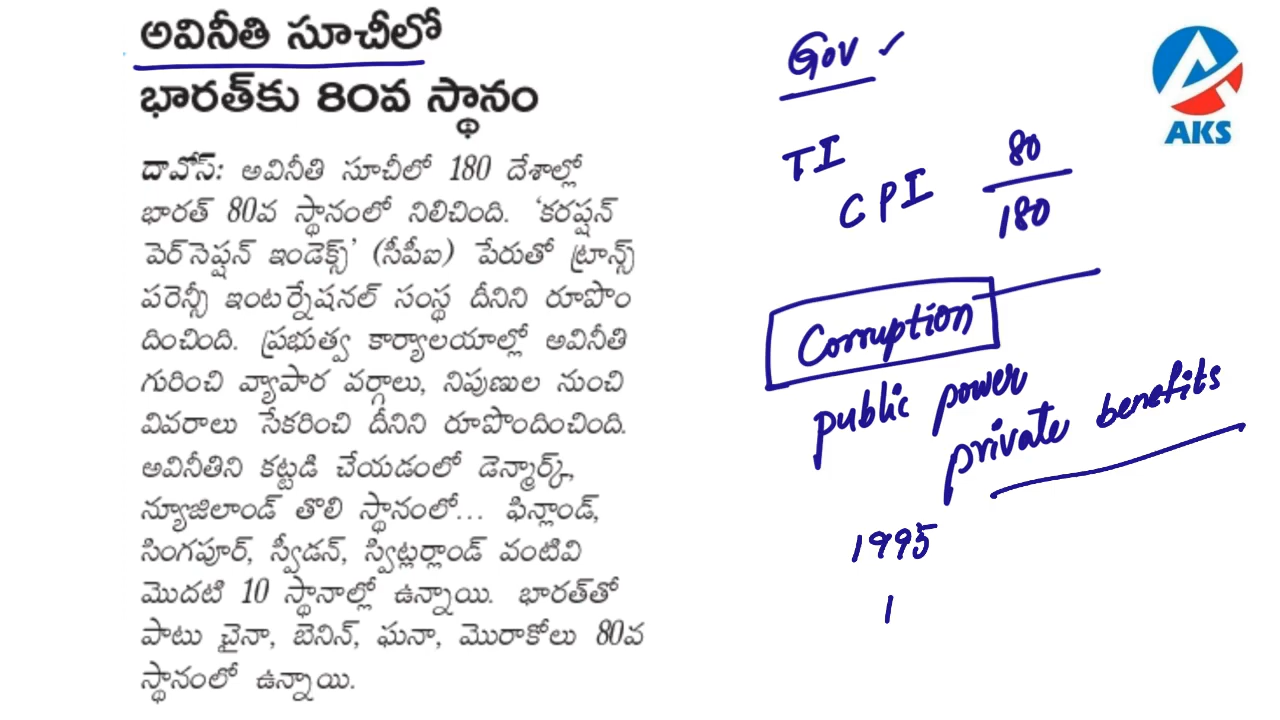 అవినీతి సూచీలో
భారత్‌కు 80వ స్థానం
దావోస్: అవినీతి సూచీలో 180 దేశాల్లో
భారత్ 80వ స్థానంలో నిలిచింది. ‘కరప్షన్
పెర్‌సెప్షన్ ఇండెక్స్’ (సీపీఐ) పేరుతో ట్రాన్స్
పరెన్సీ ఇంటర్నేషనల్ సంస్థ దీనిని రూపొం
దించింది. ప్రభుత్వ కార్యాలయాల్లో అవినీతి
గురించి వ్యాపార వర్గాలు, నిపుణుల నుంచి
వివరాలు సేకరించి దీనిని రూపొందించింది.
అవినీతిని కట్టడి చేయడంలో డెన్మార్క్,
న్యూజిలాండ్ తొలి స్థానంలో... ఫిన్లాండ్,
సింగపూర్, స్వీడన్, స్విట్లర్లాండ్ వంటివి
మొదటి 10 స్థానాల్లో ఉన్నాయి. భారత్‌తో
పాటు చైనా, బెనిన్, ఘనా, మొరాకోలు 80వ
స్థానంలో ఉన్నాయి.
Gov ✓
TI
CPI 80/180
Corruption
public power
private benefits
1995
1
AKS